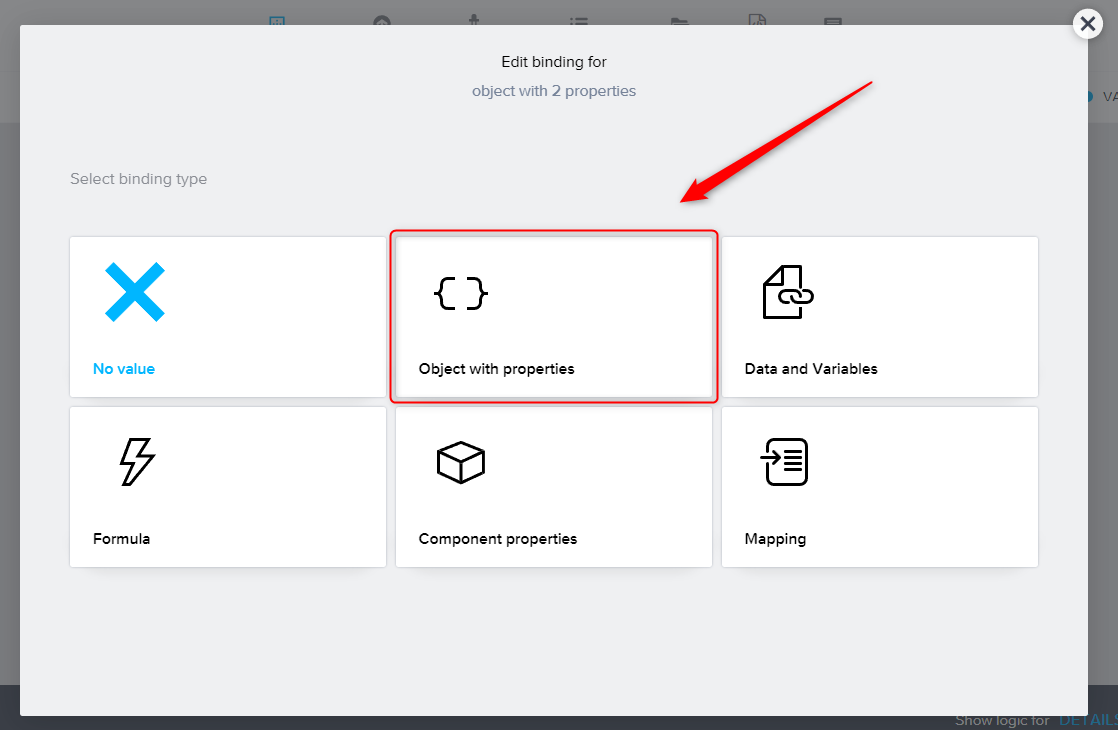 Edit binding for
object with 2 properties
VA
Select binding type
No value
Object with properties
Data and Variables
Formula
Component properties
Mapping
Show logic for DETAILS